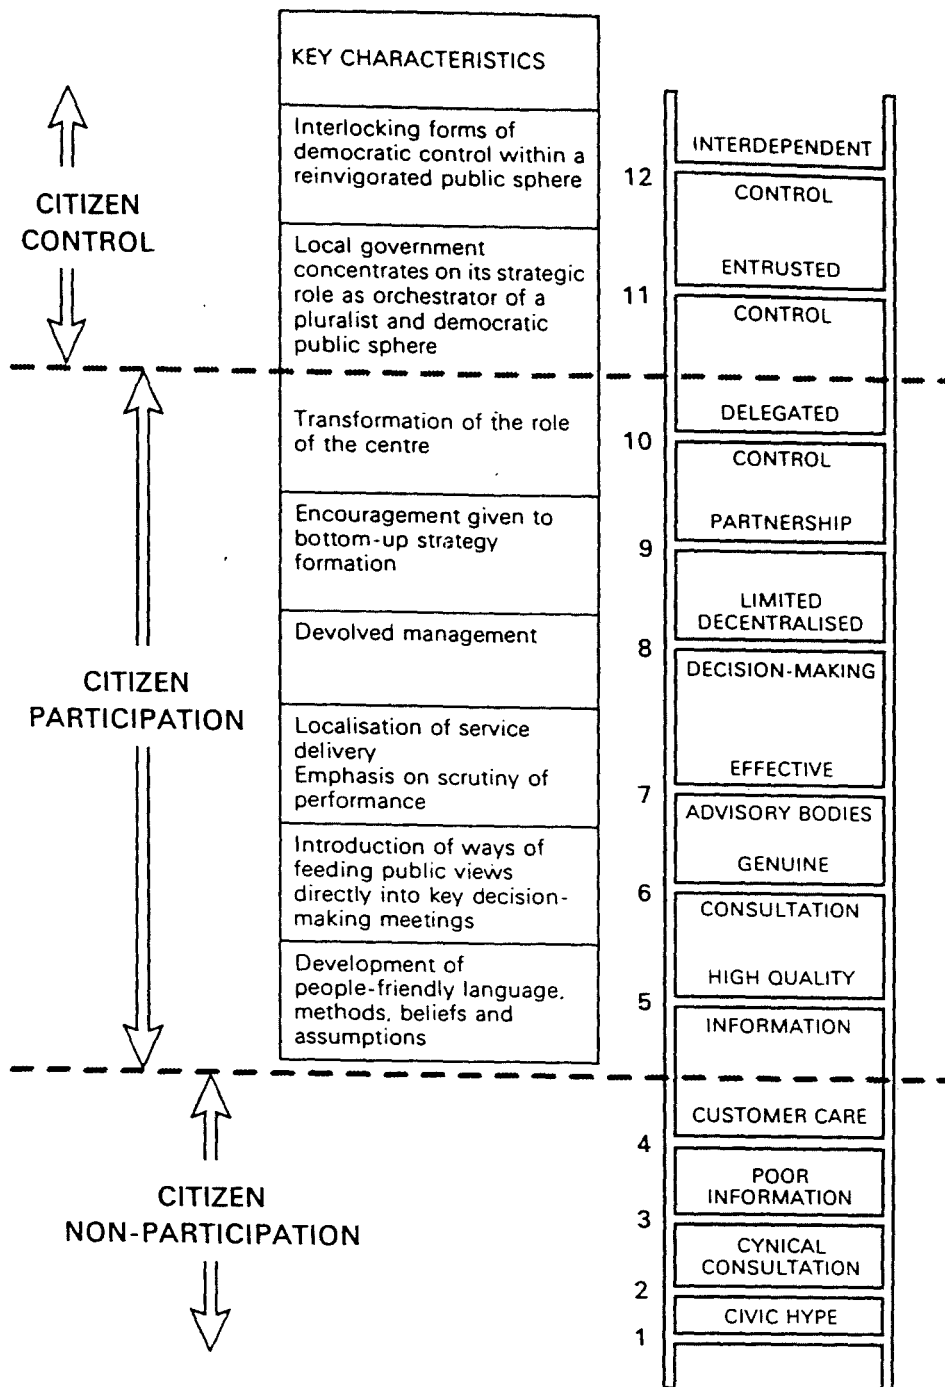 KEY CHARACTERISTICS
CITIZEN
CONTROL
Interlocking forms of
democratic control within a
reinvigorated public sphere
Local government
concentrates on its strategic
role as orchestrator of a
pluralist and democratic
public sphere
12
INTERDEPENDENT
CONTROL
11
ENTRUSTED
CONTROL
CITIZEN
PARTICIPATION
Transformation of the role
of the centre
Encouragement given to
bottom-up strategy
formation
Devolved management
Localisation of service
delivery
Emphasis on scrutiny of
performance
Introduction of ways of
feeding public views
directly into key decision-
making meetings
Development of
people-friendly language,
methods, beliefs and
assumptions
10
DELEGATED
CONTROL
9
PARTNERSHIP
8
LIMITED
DECENTRALISED
DECISION-MAKING
7
EFFECTIVE
ADVISORY BODIES
6
GENUINE
CONSULTATION
5
HIGH QUALITY
INFORMATION
CITIZEN
NON-PARTICIPATION
4
CUSTOMER CARE
3
POOR
INFORMATION
2
CYNICAL
CONSULTATION
1
CIVIC HYPE